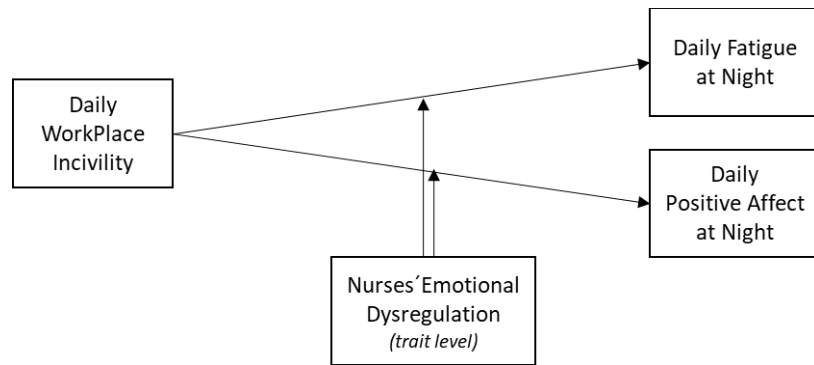 Daily
WorkPlace
Incivility
Daily Fatigue
at Night
Daily
Positive Affect
at Night
Nurses´Emotional
Dysregulation
(trait level)